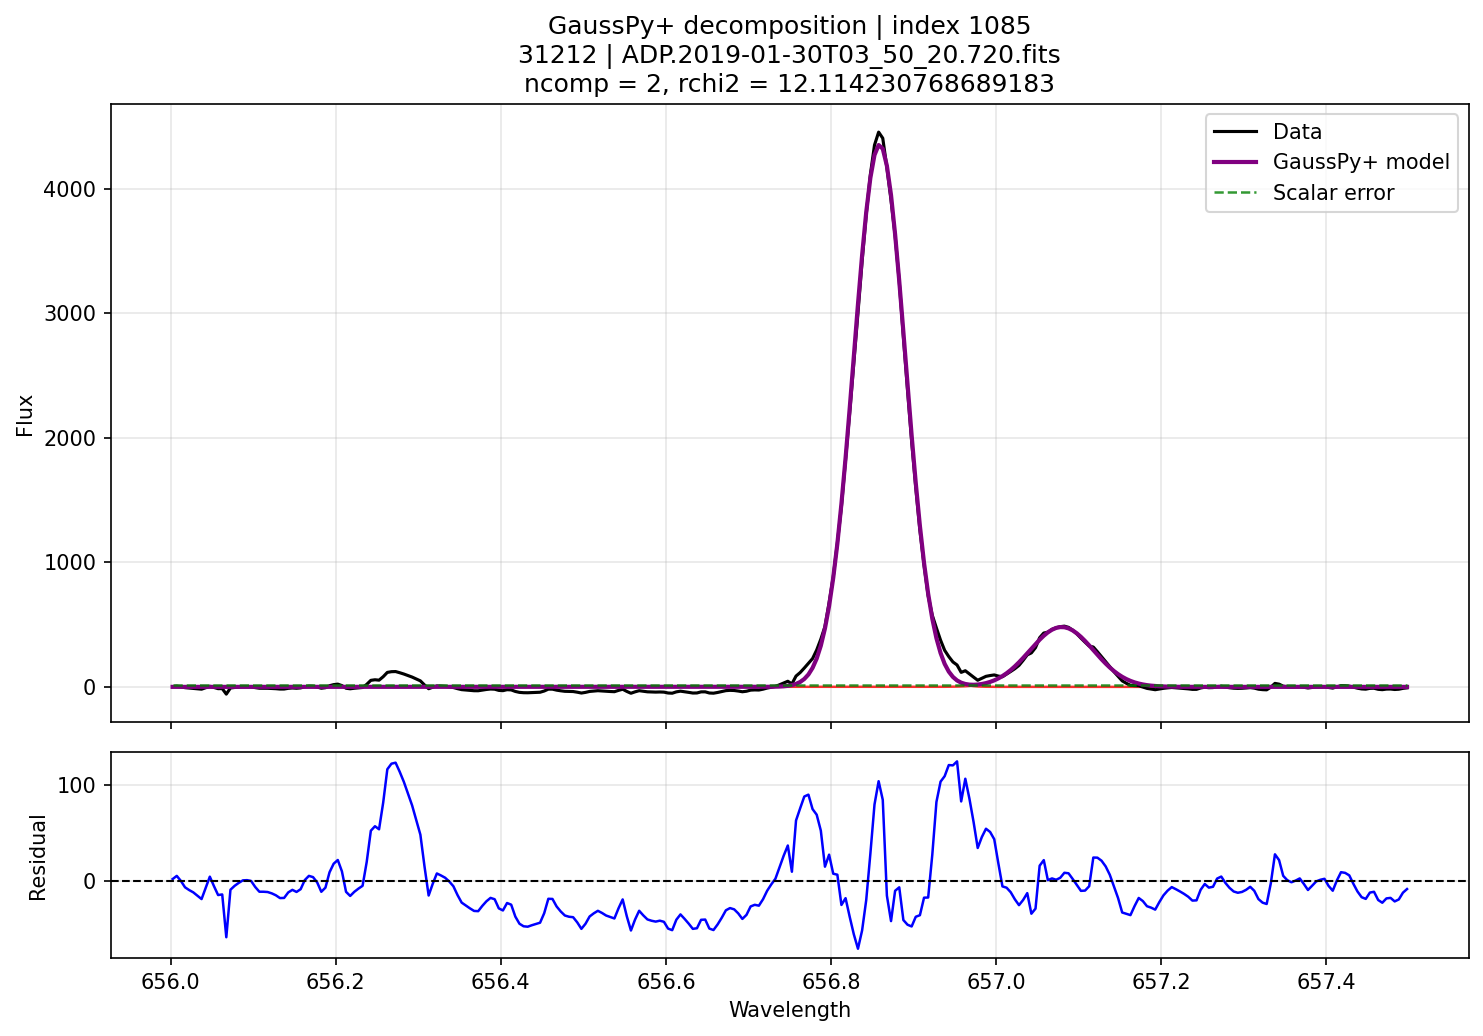 GaussPy+ decomposition | index 1085
31212 | ADP.2019-01-30T03_50_20.720.fits
ncomp = 2, rchi2 = 12.114230768689183
Data
GaussPy+ model
Scalar error
Flux
4000
3000
2000
1000
0
Residual
100
0
656.0 656.2 656.4 656.6 656.8 657.0 657.2 657.4
Wavelength